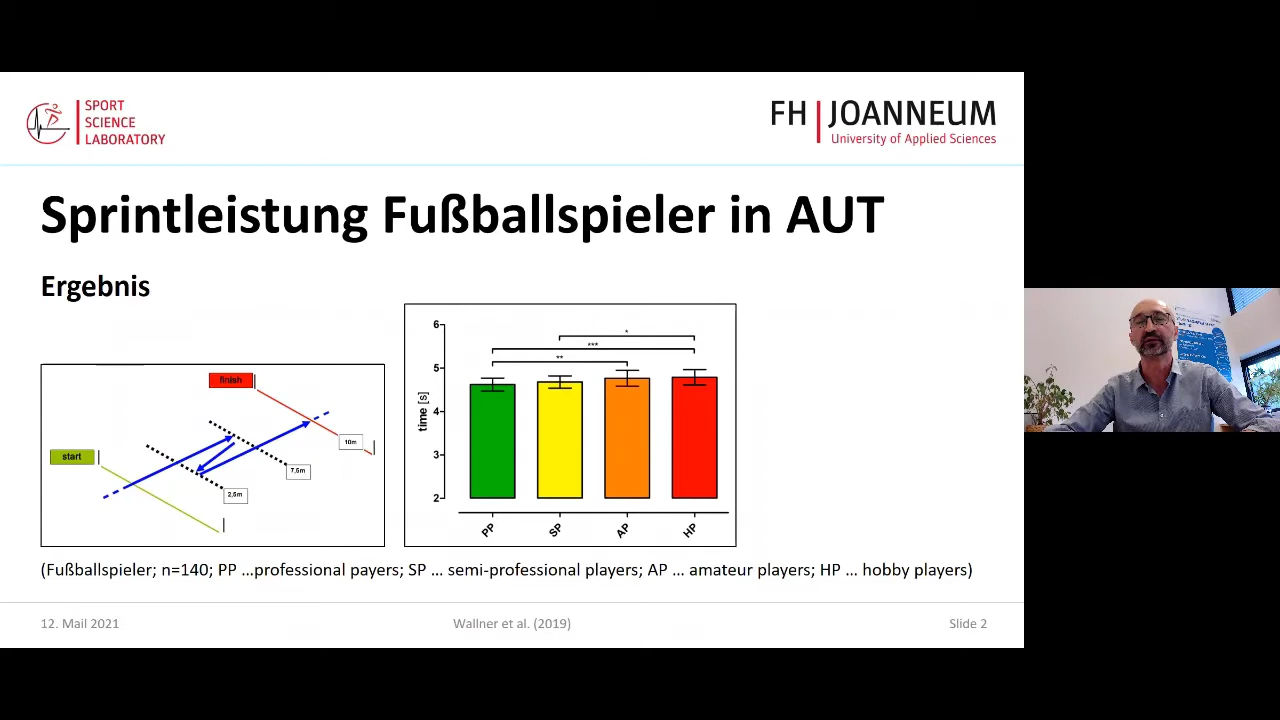 SPORT
SCIENCE
LABORATORY
FH JOANNEUM
University of Applied Sciences
Sprintleistung Fußballspieler in AUT
Ergebnis
finish
start
10m
7,5m
2,5m
6
5
4
3
2
time [s]
*
***
**
PP
SP
AP
HP
(Fußballspieler; n=140; PP ...professional payers; SP ... semi-professional players; AP ... amateur players; HP ... hobby players)
12. Mail 2021
Wallner et al. (2019)
Slide 2